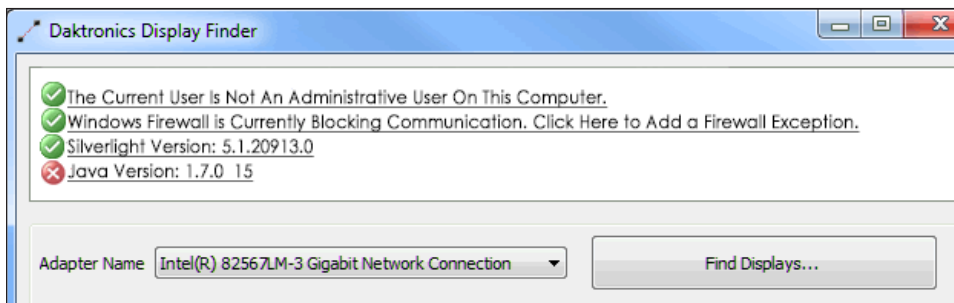 Daktronics Display Finder
The Current User Is Not An Administrative User On This Computer.
Windows Firewall is Currently Blocking Communication. Click Here to Add a Firewall Exception.
Silverlight Version: 5.1.20913.0
Java Version: 1.7.0_15
Adapter Name Intel(R) 82567LM-3 Gigabit Network Connection Find Displays...